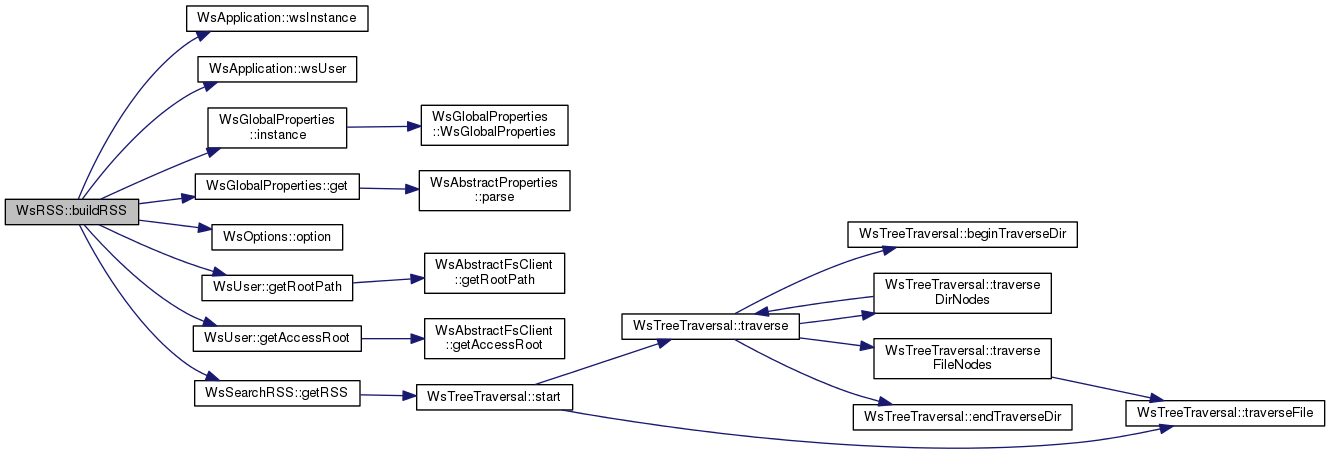 WsRSS::buildRSS
WsApplication::wsInstance
WsApplication::wsUser
WsGlobalProperties
::instance
WsGlobalProperties::get
WsOptions::option
WsUser::getRootPath
WsUser::getAccessRoot
WsSearchRSS::getRSS
WsGlobalProperties
::WsGlobalProperties
WsAbstractProperties
::parse
WsAbstractFsClient
::getRootPath
WsAbstractFsClient
::getAccessRoot
WsTreeTraversal::start
WsTreeTraversal::traverse
WsTreeTraversal::beginTraverseDir
WsTreeTraversal::traverse
DirNodes
WsTreeTraversal::traverse
FileNodes
WsTreeTraversal::endTraverseDir
WsTreeTraversal::traverseFile